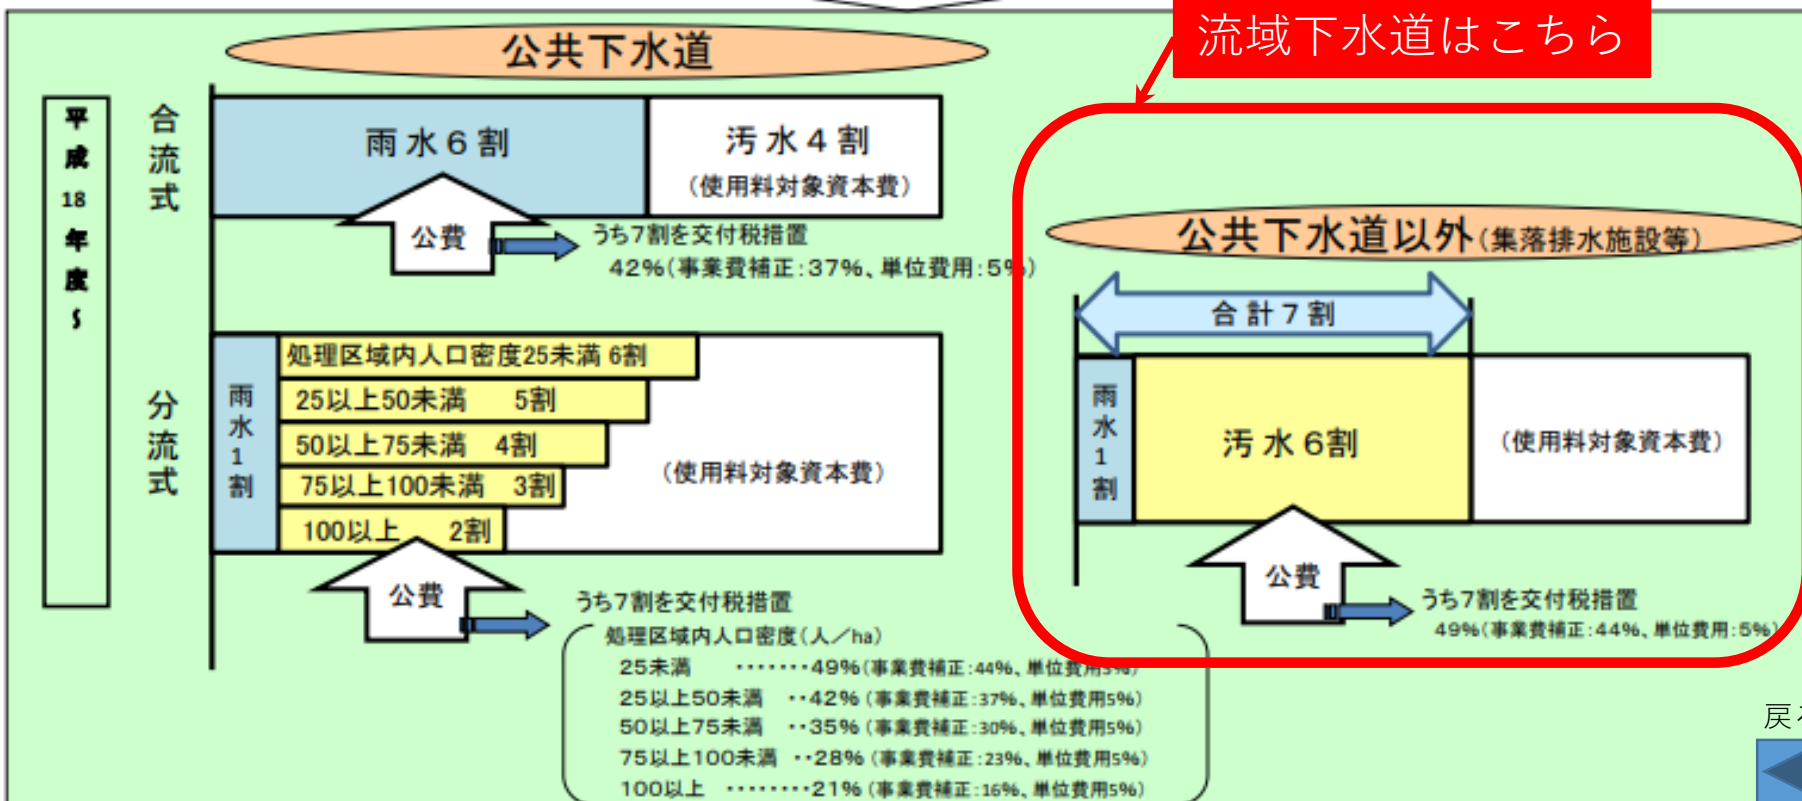 流域下水道はこちら
公共下水道
平成18年度~
合流式
雨水6割
汚水4割
(使用料対象資本費)
公費
うち7割を交付税措置
42%(事業費補正:37%、単位費用:5%)
分流式
雨水1割
処理区域内人口密度25未満 6割
25以上50未満 5割
50以上75未満 4割
75以上100未満 3割
100以上 2割
(使用料対象資本費)
公費
うち7割を交付税措置
処理区域内人口密度(人/ha)
25未満 ・・・・・・・49%(事業費補正:44%、単位費用5%)
25以上50未満 ・・42%(事業費補正:37%、単位費用5%)
50以上75未満 ・・35%(事業費補正:30%、単位費用5%)
75以上100未満 ・・28%(事業費補正:23%、単位費用5%)
100以上 ・・・・・・・・21%(事業費補正:16%、単位費用5%)
公共下水道以外(集落排水施設等)
合計7割
雨水1割
汚水6割
(使用料対象資本費)
公費
うち7割を交付税措置
49%(事業費補正:44%、単位費用:5%)
戻る